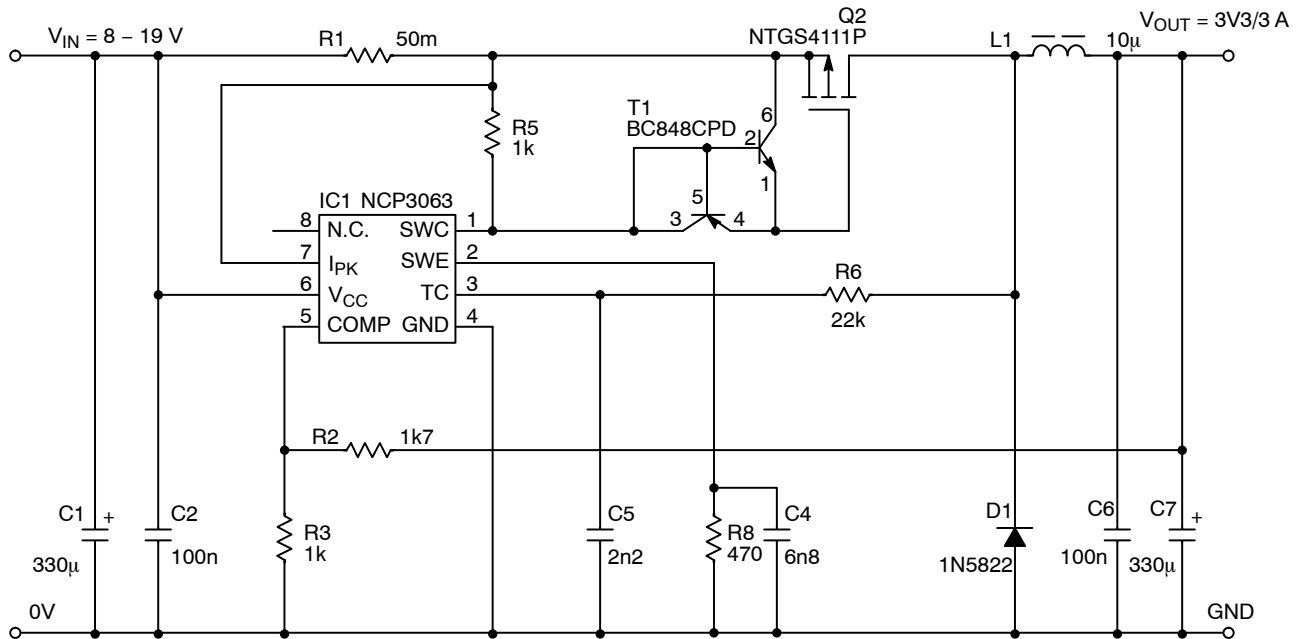 V_IN = 8 – 19 V
R1
50m
Q2
NTGS4111P
L1
10μ
V_OUT = 3V3/3 A
R5
1k
T1
BC848CPD
6
2
1
5
3
4
IC1 NCP3063
8
N.C.
SWC
1
7
I_PK
SWE
2
6
V_CC
TC
3
5
COMP
GND
4
R6
22k
R2
1k7
C1
+
330μ
C2
100n
R3
1k
C5
2n2
R8
470
C4
6n8
D1
1N5822
C6
100n
C7
+
330μ
0V
GND